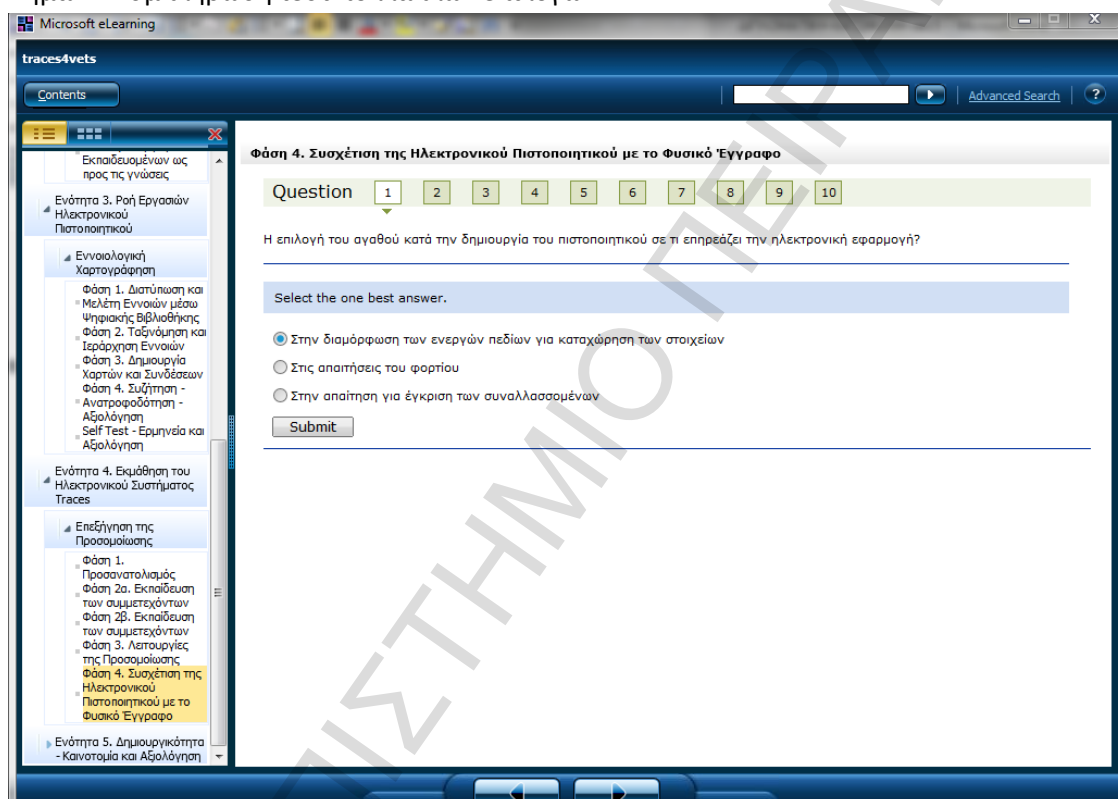 Microsoft eLearning
traces4vets
Contents
Advanced Search
?
Εκπαιδευομένων ως
προς τις γνώσεις
Ενότητα 3. Ροή Εργασιών
Ηλεκτρονικού
Πιστοποιητικού
Εννοιολογική
Χαρτογράφηση
Φάση 1. Διατύπωση και
Μελέτη Εννοιών μέσω
Ψηφιακής Βιβλιοθήκης
Φάση 2. Ταξινόμηση και
Ιεράρχηση Εννοιών
Φάση 3. Δημιουργία
Χαρτών και Συνδέσεων
Φάση 4. Συζήτηση -
Ανατροφοδότηση -
Αξιολόγηση
Self Test - Ερμηνεία και
Αξιολόγηση
Ενότητα 4. Εκμάθηση του
Ηλεκτρονικού Συστήματος
Traces
Επεξήγηση της
Προσομοίωσης
Φάση 1.
Προσανατολισμός
Φάση 2α. Εκπαίδευση
των συμμετεχόντων
Φάση 2β. Εκπαίδευση
των συμμετεχόντων
Φάση 3. Λειτουργίες
της Προσομοίωσης
Φάση 4. Συσχέτιση της
Ηλεκτρονικού
Πιστοποιητικού με το
Φυσικό Έγγραφο
Ενότητα 5. Δημιουργικότητα
- Καινοτομία και Αξιολόγηση
Φάση 4. Συσχέτιση της Ηλεκτρονικού Πιστοποιητικού με το Φυσικό Έγγραφο
Question 1 2 3 4 5 6 7 8 9 10
Η επιλογή του αγαθού κατά την δημιουργία του πιστοποιητικού σε τι επηρεάζει την ηλεκτρονική εφαρμογή?
Select the one best answer.
Στην διαμόρφωση των ενεργών πεδίων για καταχώρηση των στοιχείων
Στις απαιτήσεις του φορτίου
Στην απαίτηση για έγκριση των συναλλασσομένων
Submit
ΠΙΣΤΗΜΙΟ ΠΕΙΡΑ